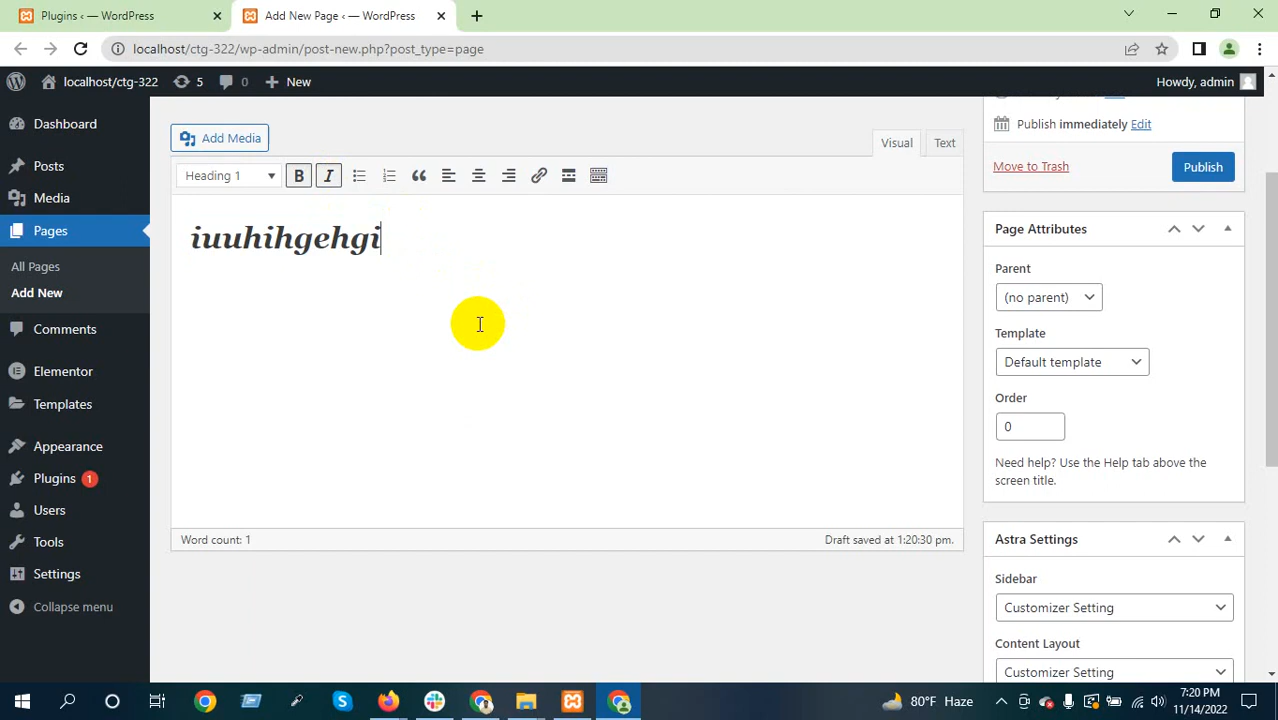 Plugins ‹ — WordPress
Add New Page ‹ — WordPress
localhost/ctg-322/wp-admin/post-new.php?post_type=page
localhost/ctg-322
5
0
New
Howdy, admin
Dashboard
Posts
Media
Pages
All Pages
Add New
Comments
Elementor
Templates
Appearance
Plugins 1
Users
Tools
Settings
Collapse menu
Add Media
Visual
Text
Heading 1
B
I
iuuhihgehgi
Word count: 1
Draft saved at 1:20:30 pm.
Publish immediately Edit
Move to Trash
Publish
Page Attributes
Parent
(no parent)
Template
Default template
Order
0
Need help? Use the Help tab above the
screen title.
Astra Settings
Sidebar
Customizer Setting
Content Layout
Customizer Setting
80°F Haze
7:20 PM
11/14/2022